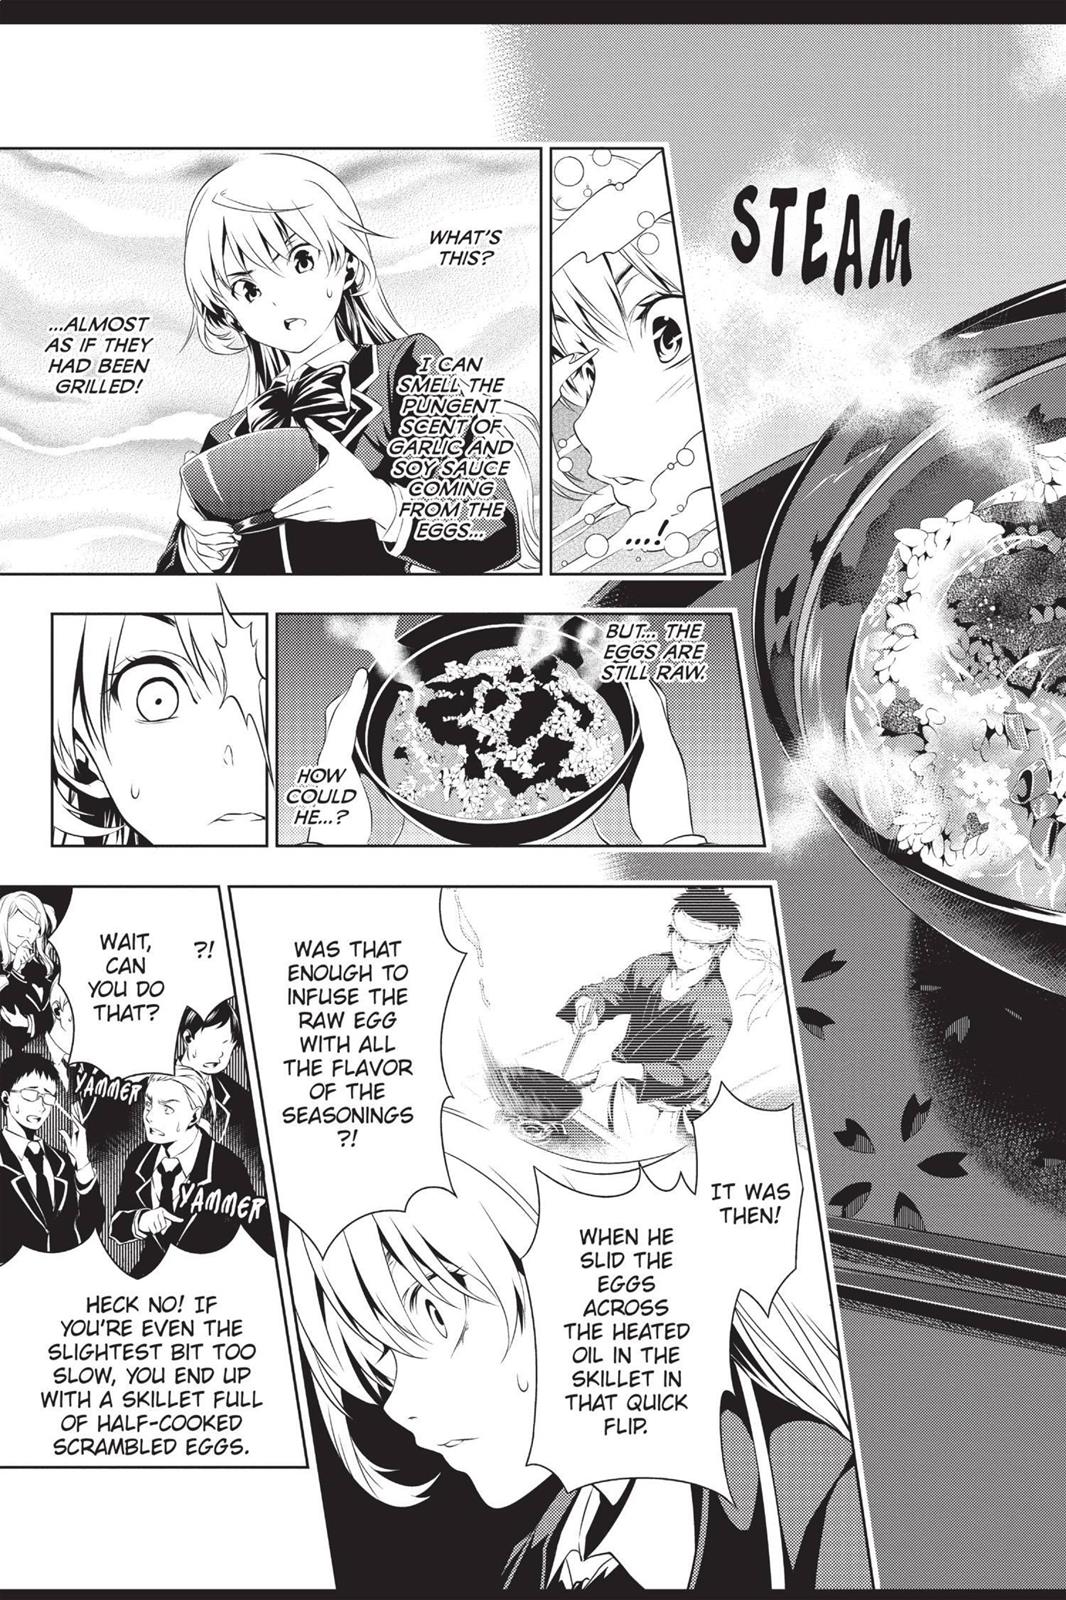 STEAM
....!
WHAT'S
THIS?
I CAN
SMELL THE
PUNGENT
SCENT OF
GARLIC AND
SOY SAUCE
COMING
FROM THE
EGGS...
...ALMOST
AS IF THEY
HAD BEEN
GRILLED!
BUT... THE
EGGS ARE
STILL RAW.
HOW
COULD
HE...?
IT WAS
THEN!
WHEN HE
SLID THE
EGGS
ACROSS
THE HEATED
OIL IN THE
SKILLET IN
THAT QUICK
FLIP.
WAS THAT
ENOUGH TO
INFUSE THE
RAW EGG
WITH ALL
THE FLAVOR
OF THE
SEASONINGS
?!
?!
WAIT,
CAN
YOU DO
THAT?
YAMMER
YAMMER
HECK NO! IF
YOU'RE EVEN THE
SLIGHTEST BIT TOO
SLOW, YOU END UP
WITH A SKILLET FULL
OF HALF-COOKED
SCRAMBLED EGGS.